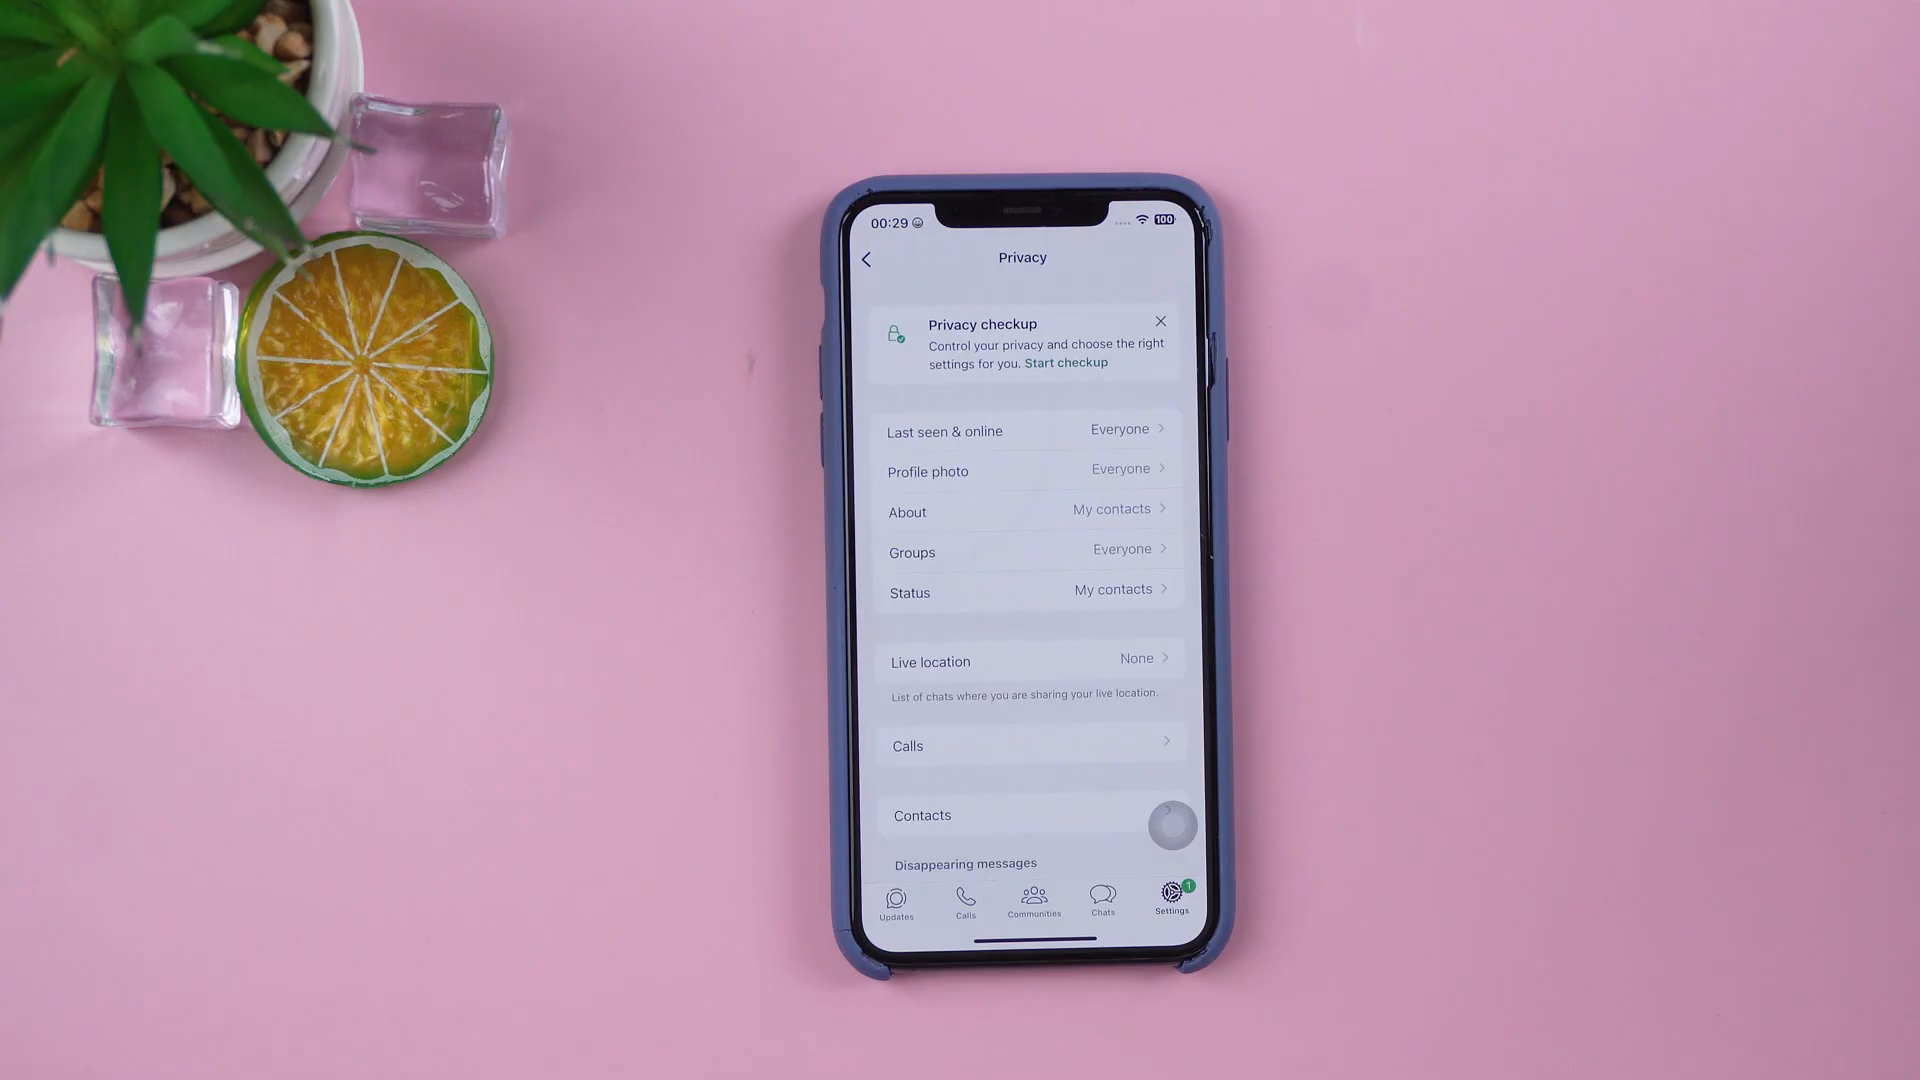 00:29
100
Privacy
Privacy checkup
Control your privacy and choose the right
settings for you. Start checkup
Last seen & online Everyone
Profile photo Everyone
About My contacts
Groups Everyone
Status My contacts
Live location None
List of chats where you are sharing your live location.
Calls
Contacts
Disappearing messages
1
Updates Calls Communities Chats Settings